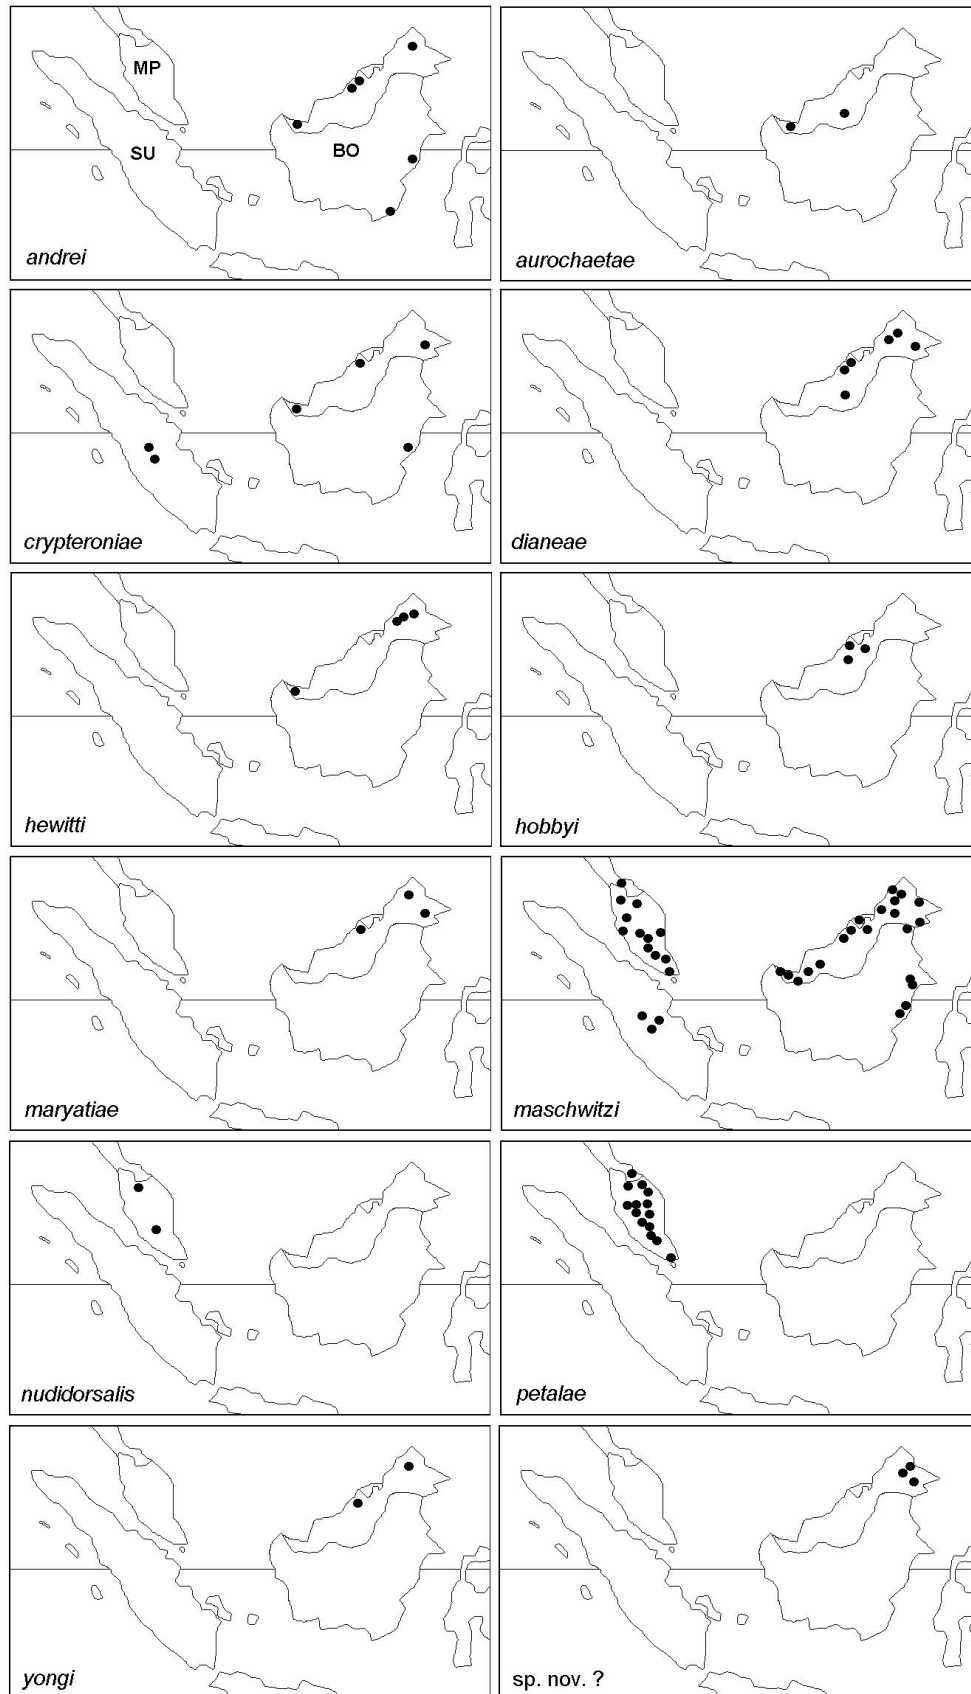 MP
SU
BO
andrei
aurochaetae
crypteroniae
dianeae
hewitti
hobbyi
maryatiae
maschwitzi
nudidorsalis
petalae
yongi
sp. nov. ?